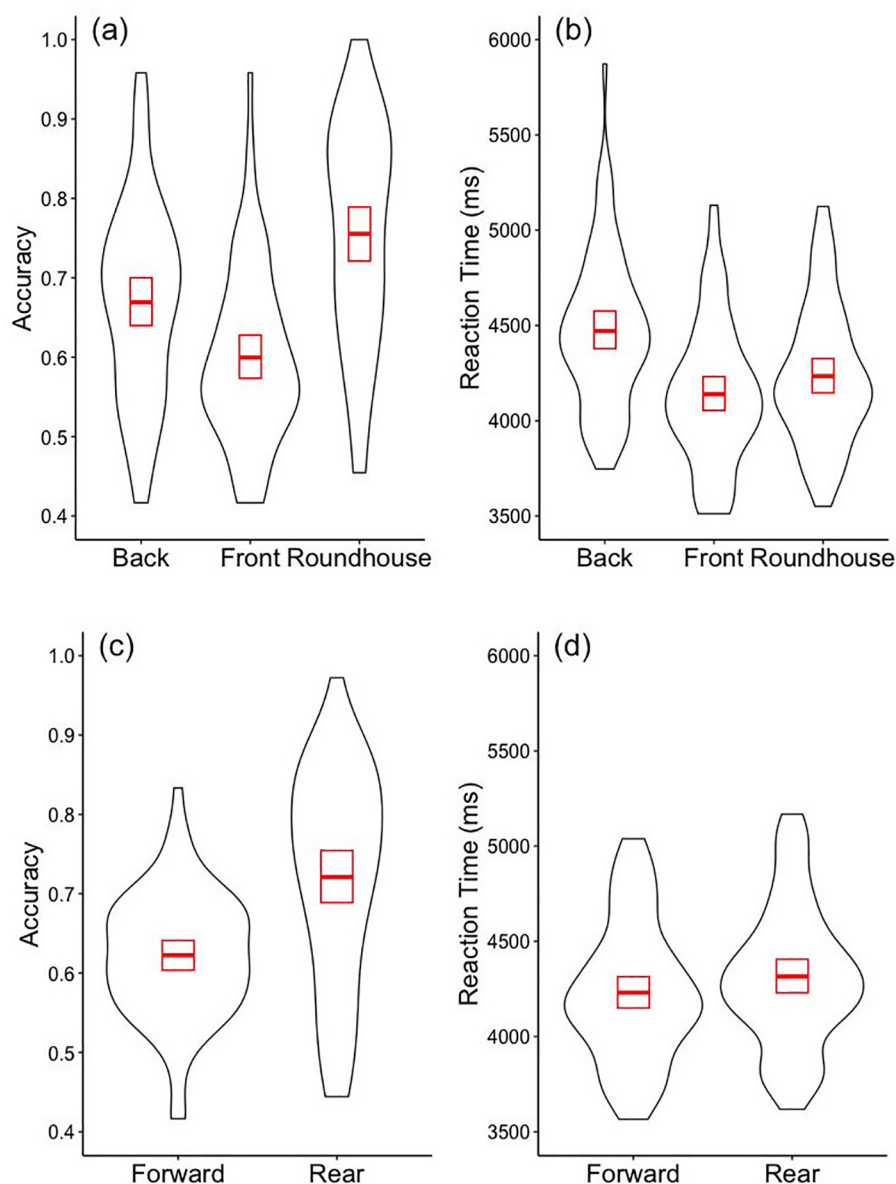 (a)
1.0
0.9
0.8
0.7
0.6
0.5
0.4
Accuracy
Back Front Roundhouse
(b)
6000
5500
5000
4500
4000
3500
Reaction Time (ms)
Back Front Roundhouse
(c)
1.0
0.9
0.8
0.7
0.6
0.5
0.4
Accuracy
Forward Rear
(d)
6000
5500
5000
4500
4000
3500
Reaction Time (ms)
Forward Rear